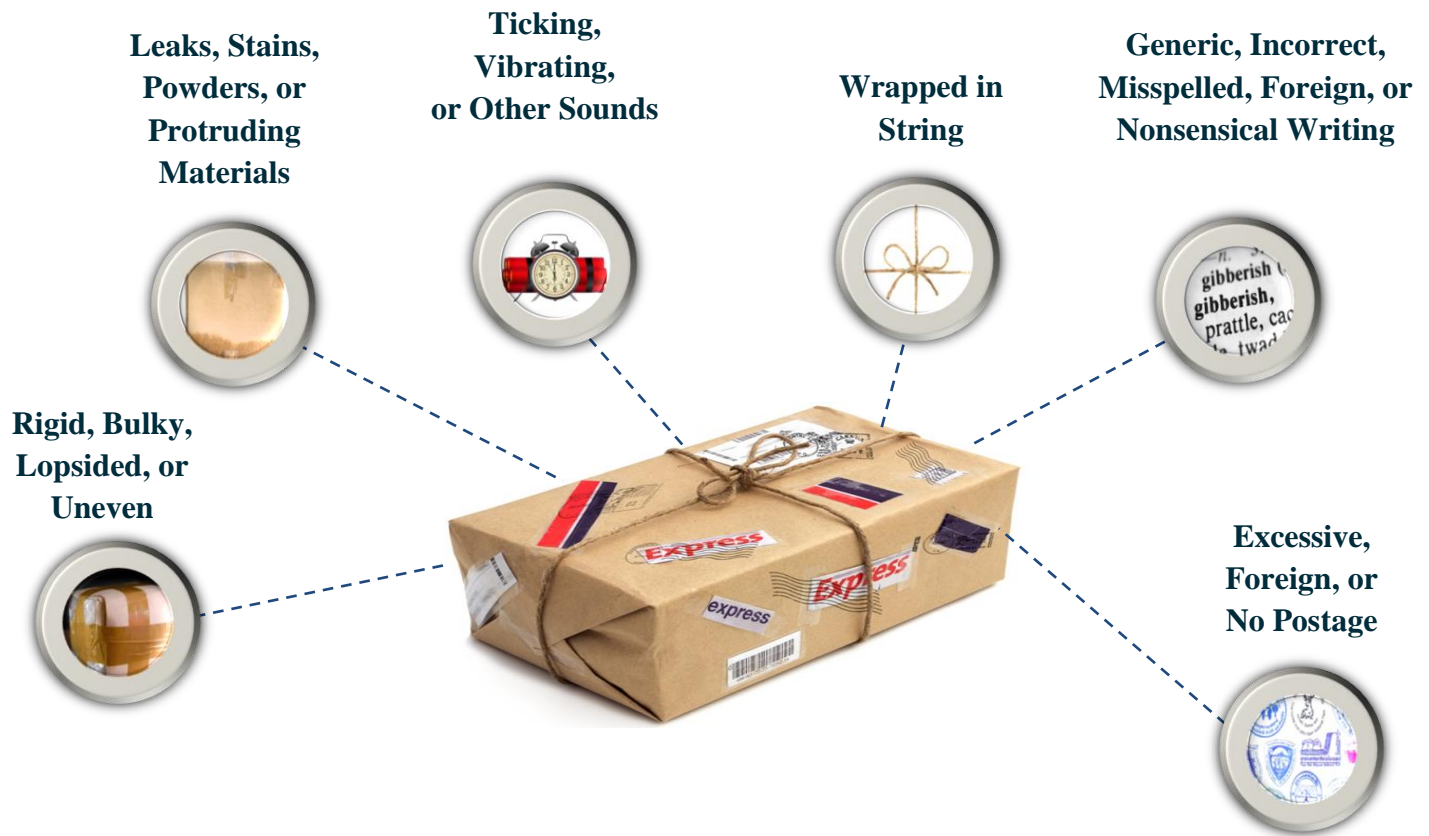 Leaks, Stains,
Powders, or
Protruding
Materials
Ticking,
Vibrating,
or Other Sounds
Wrapped in
String
Generic, Incorrect,
Misspelled, Foreign, or
Nonsensical Writing
gibberish
gibberish,
prattle,
Rigid, Bulky,
Lopsided, or
Uneven
Express
Express
express
Excessive,
Foreign, or
No Postage